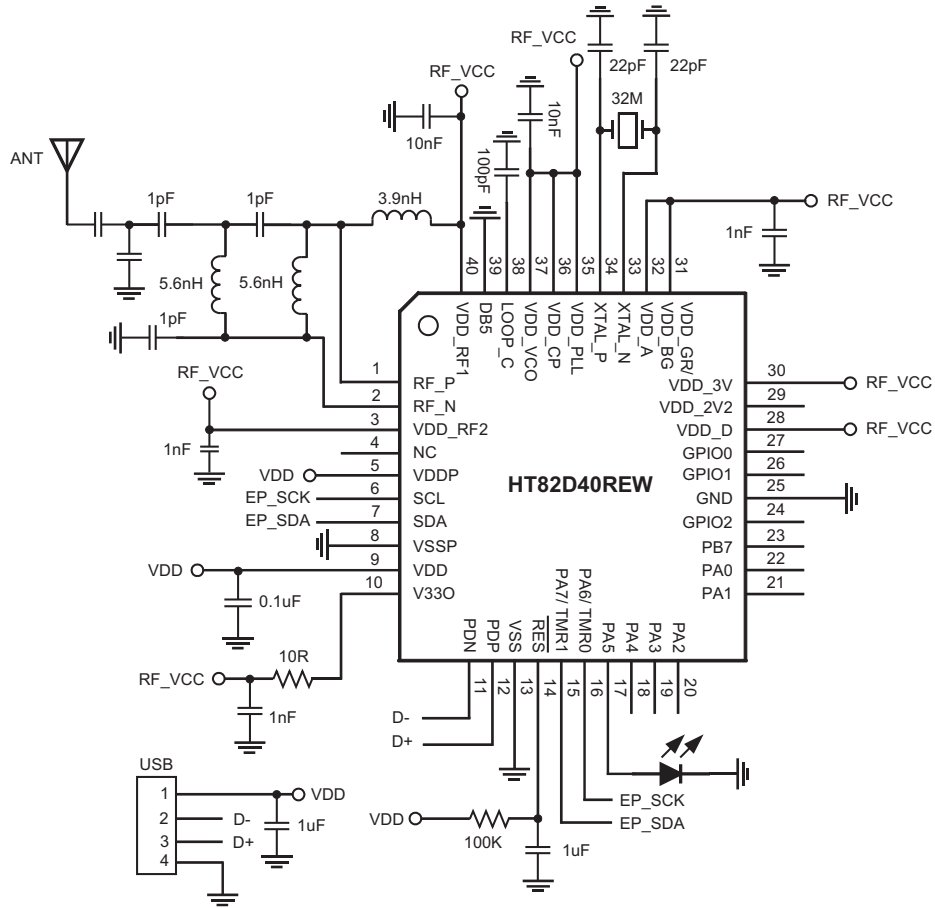 RF_VCC
22pF
22pF
RF_VCC
32M
10nF
10nF
100pF
ANT
1pF
1pF
3.9nH
RF_VCC
1nF
5.6nH
5.6nH
1pF
40
39
38
37
36
35
34
33
32
31
VDD_RF1
DB5
LOOP_C
VDD_VCO
VDD_CP
VDD_PLL
XTAL_P
XTAL_N
VDD_A
VDD_BG
VDD_GR/
RF_VCC
1nF
1 RF_P
2 RF_N
3 VDD_RF2
4 NC
VDD 5 VDDP
EP_SCK 6 SCL
EP_SDA 7 SDA
8 VSSP
VDD 9 VDD
10 V33O
0.1uF
HT82D40REW
VDD_3V 30 RF_VCC
VDD_2V2 29
VDD_D 28 RF_VCC
GPIO0 27
GPIO1 26
GND 25
GPIO2 24
PB7 23
PA0 22
PA1 21
PDN
PDP
VSS
RES
PA7/ TMR1
PA6/ TMR0
PA5
PA4
PA3
PA2
11
12
13
14
15
16
17
18
19
20
RF_VCC
10R
1nF
D-
D+
EP_SCK
EP_SDA
VDD
100K
1uF
USB
1 VDD
2 D-
3 D+
4
1uF